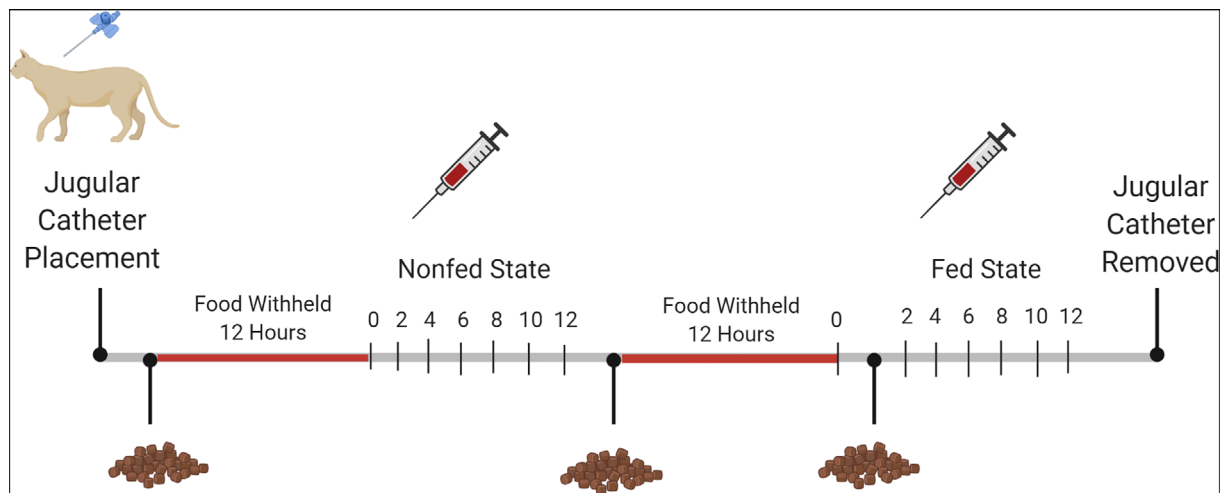 Jugular
Catheter
Placement
Nonfed State
Fed State
Jugular
Catheter
Removed
Food Withheld
12 Hours
0 2 4 6 8 10 12
Food Withheld
12 Hours
0 2 4 6 8 10 12